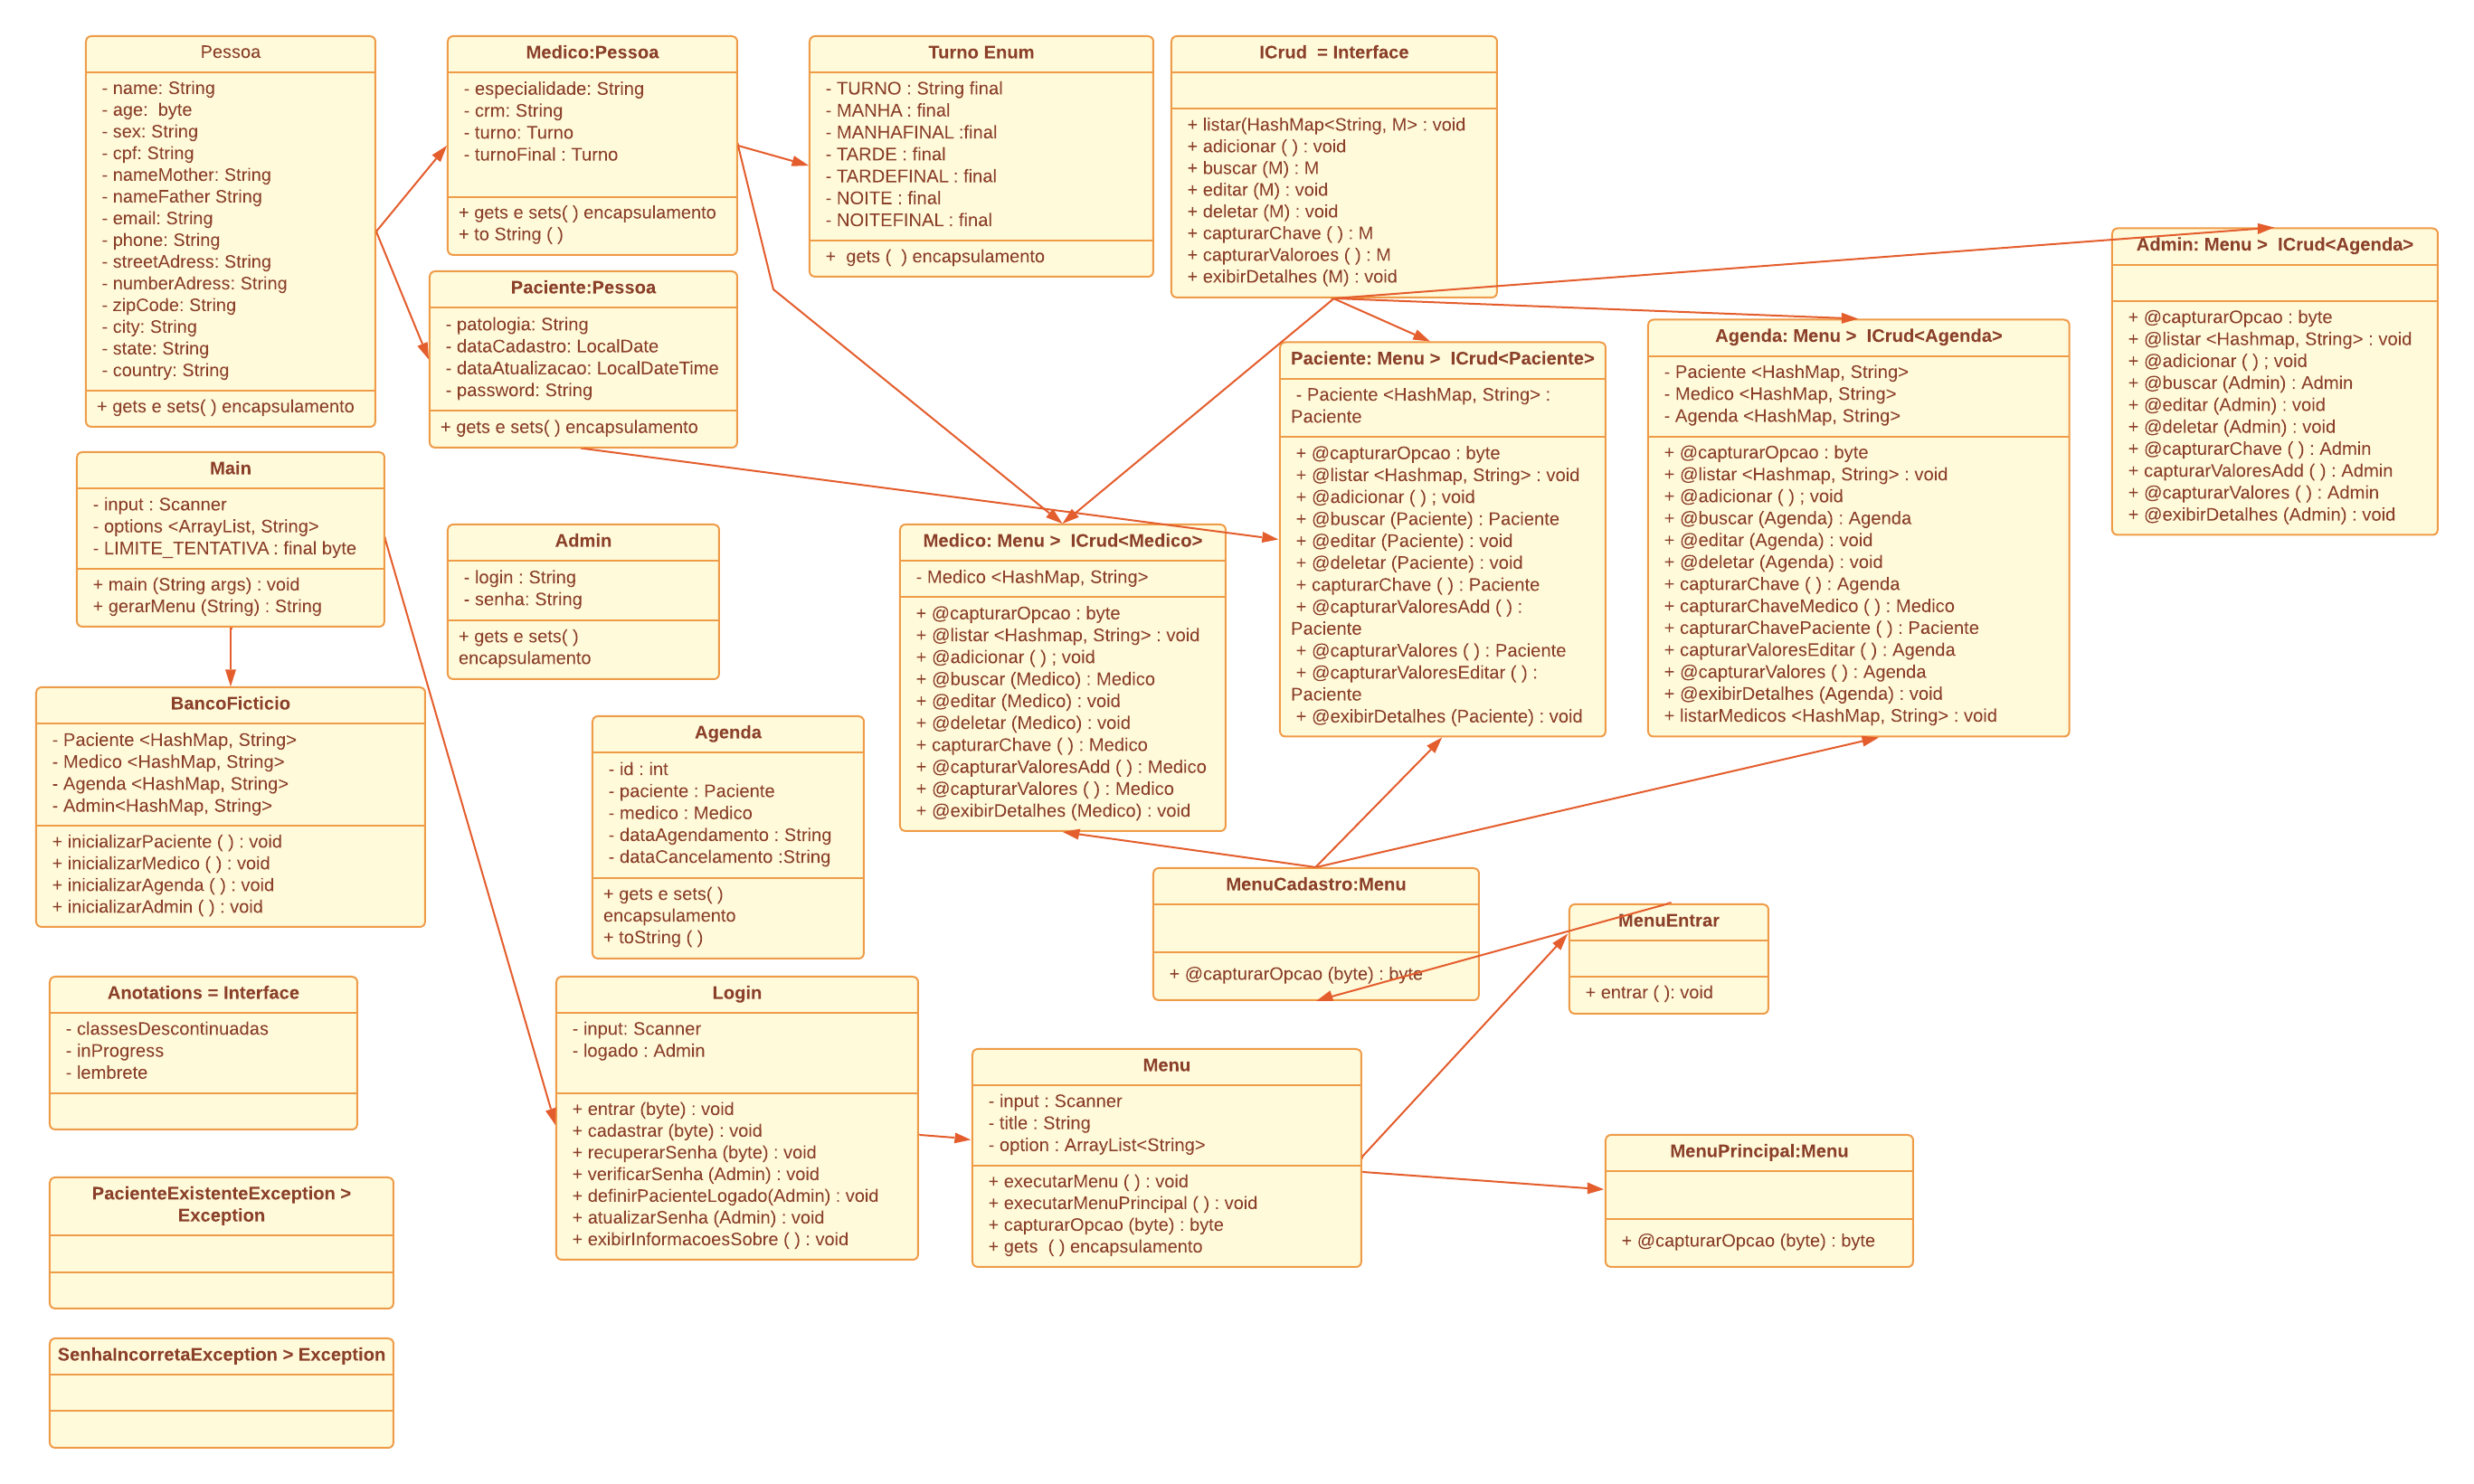 Pessoa
- name: String
- age:  byte
- sex: String
- cpf: String
- nameMother: String
- nameFather String
- email: String
- phone: String
- streetAdress: String
- numberAdress: String
- zipCode: String
- city: String
- state: String
- country: String
+ gets e sets( ) encapsulamento
Medico:Pessoa
- especialidade: String
- crm: String
- turno: Turno
- turnoFinal : Turno
+ gets e sets( ) encapsulamento
+ to String ( )
Turno Enum
- TURNO : String final
- MANHA : final
- MANHAFINAL :final
- TARDE : final
- TARDEFINAL : final
- NOITE : final
- NOITEFINAL : final
+  gets (  ) encapsulamento
ICrud  = Interface
+ listar(HashMap<String, M> : void
+ adicionar ( ) : void
+ buscar (M) : M
+ editar (M) : void
+ deletar (M) : void
+ capturarChave ( ) : M
+ capturarValoroes ( ) : M
+ exibirDetalhes (M) : void
Admin: Menu >  ICrud<Agenda>
+ @capturarOpcao : byte
+ @listar <Hashmap, String> : void
+ @adicionar ( ) ; void
+ @buscar (Admin) : Admin
+ @editar (Admin) : void
+ @deletar (Admin) : void
+ @capturarChave ( ) : Admin
+ capturarValoresAdd ( ) : Admin
+ @capturarValores ( ) : Admin
+ @exibirDetalhes (Admin) : void
Paciente:Pessoa
- patologia: String
- dataCadastro: LocalDate
- dataAtualizacao: LocalDateTime
- password: String
+ gets e sets( ) encapsulamento
Paciente: Menu >  ICrud<Paciente>
- Paciente <HashMap, String> :
Paciente
+ @capturarOpcao : byte
+ @listar <Hashmap, String> : void
+ @adicionar ( ) ; void
+ @buscar (Paciente) : Paciente
+ @editar (Paciente) : void
+ @deletar (Paciente) : void
+ capturarChave ( ) : Paciente
+ @capturarValoresAdd ( ) :
Paciente
+ @capturarValores ( ) : Paciente
+ @capturarValoresEditar ( ) :
Paciente
+ @exibirDetalhes (Paciente) : void
Agenda: Menu >  ICrud<Agenda>
- Paciente <HashMap, String>
- Medico <HashMap, String>
- Agenda <HashMap, String>
+ @capturarOpcao : byte
+ @listar <Hashmap, String> : void
+ @adicionar ( ) ; void
+ @buscar (Agenda) : Agenda
+ @editar (Agenda) : void
+ @deletar (Agenda) : void
+ capturarChave ( ) : Agenda
+ capturarChaveMedico ( ) : Medico
+ capturarChavePaciente ( ) : Paciente
+ capturarValoresEditar ( ) : Agenda
+ @capturarValores ( ) : Agenda
+ @exibirDetalhes (Agenda) : void
+ listarMedicos <HashMap, String> : void
Main
- input : Scanner
- options <ArrayList, String>
- LIMITE_TENTATIVA : final byte
+ main (String args) : void
+ gerarMenu (String) : String
Admin
- login : String
- senha: String
+ gets e sets( )
encapsulamento
Medico: Menu >  ICrud<Medico>
- Medico <HashMap, String>
+ @capturarOpcao : byte
+ @listar <Hashmap, String> : void
+ @adicionar ( ) ; void
+ @buscar (Medico) : Medico
+ @editar (Medico) : void
+ @deletar (Medico) : void
+ capturarChave ( ) : Medico
+ @capturarValoresAdd ( ) : Medico
+ @capturarValores ( ) : Medico
+ @exibirDetalhes (Medico) : void
BancoFicticio
- Paciente <HashMap, String>
- Medico <HashMap, String>
- Agenda <HashMap, String>
- Admin<HashMap, String>
+ inicializarPaciente ( ) : void
+ inicializarMedico ( ) : void
+ inicializarAgenda ( ) : void
+ inicializarAdmin ( ) : void
Agenda
- id : int
- paciente : Paciente
- medico : Medico
- dataAgendamento : String
- dataCancelamento :String
+ gets e sets( )
encapsulamento
+ toString ( )
MenuCadastro:Menu
+ @capturarOpcao (byte) : byte
MenuEntrar
+ entrar ( ): void
Anotations = Interface
- classesDescontinuadas
- inProgress
- lembrete
Login
- input: Scanner
- logado : Admin
+ entrar (byte) : void
+ cadastrar (byte) : void
+ recuperarSenha (byte) : void
+ verificarSenha (Admin) : void
+ definirPacienteLogado(Admin) : void
+ atualizarSenha (Admin) : void
+ exibirInformacoesSobre ( ) : void
Menu
- input : Scanner
- title : String
- option : ArrayList<String>
+ executarMenu ( ) : void
+ executarMenuPrincipal ( ) : void
+ capturarOpcao (byte) : byte
+ gets  ( ) encapsulamento
MenuPrincipal:Menu
+ @capturarOpcao (byte) : byte
PacienteExistenteException >
Exception
SenhaIncorretaException > Exception